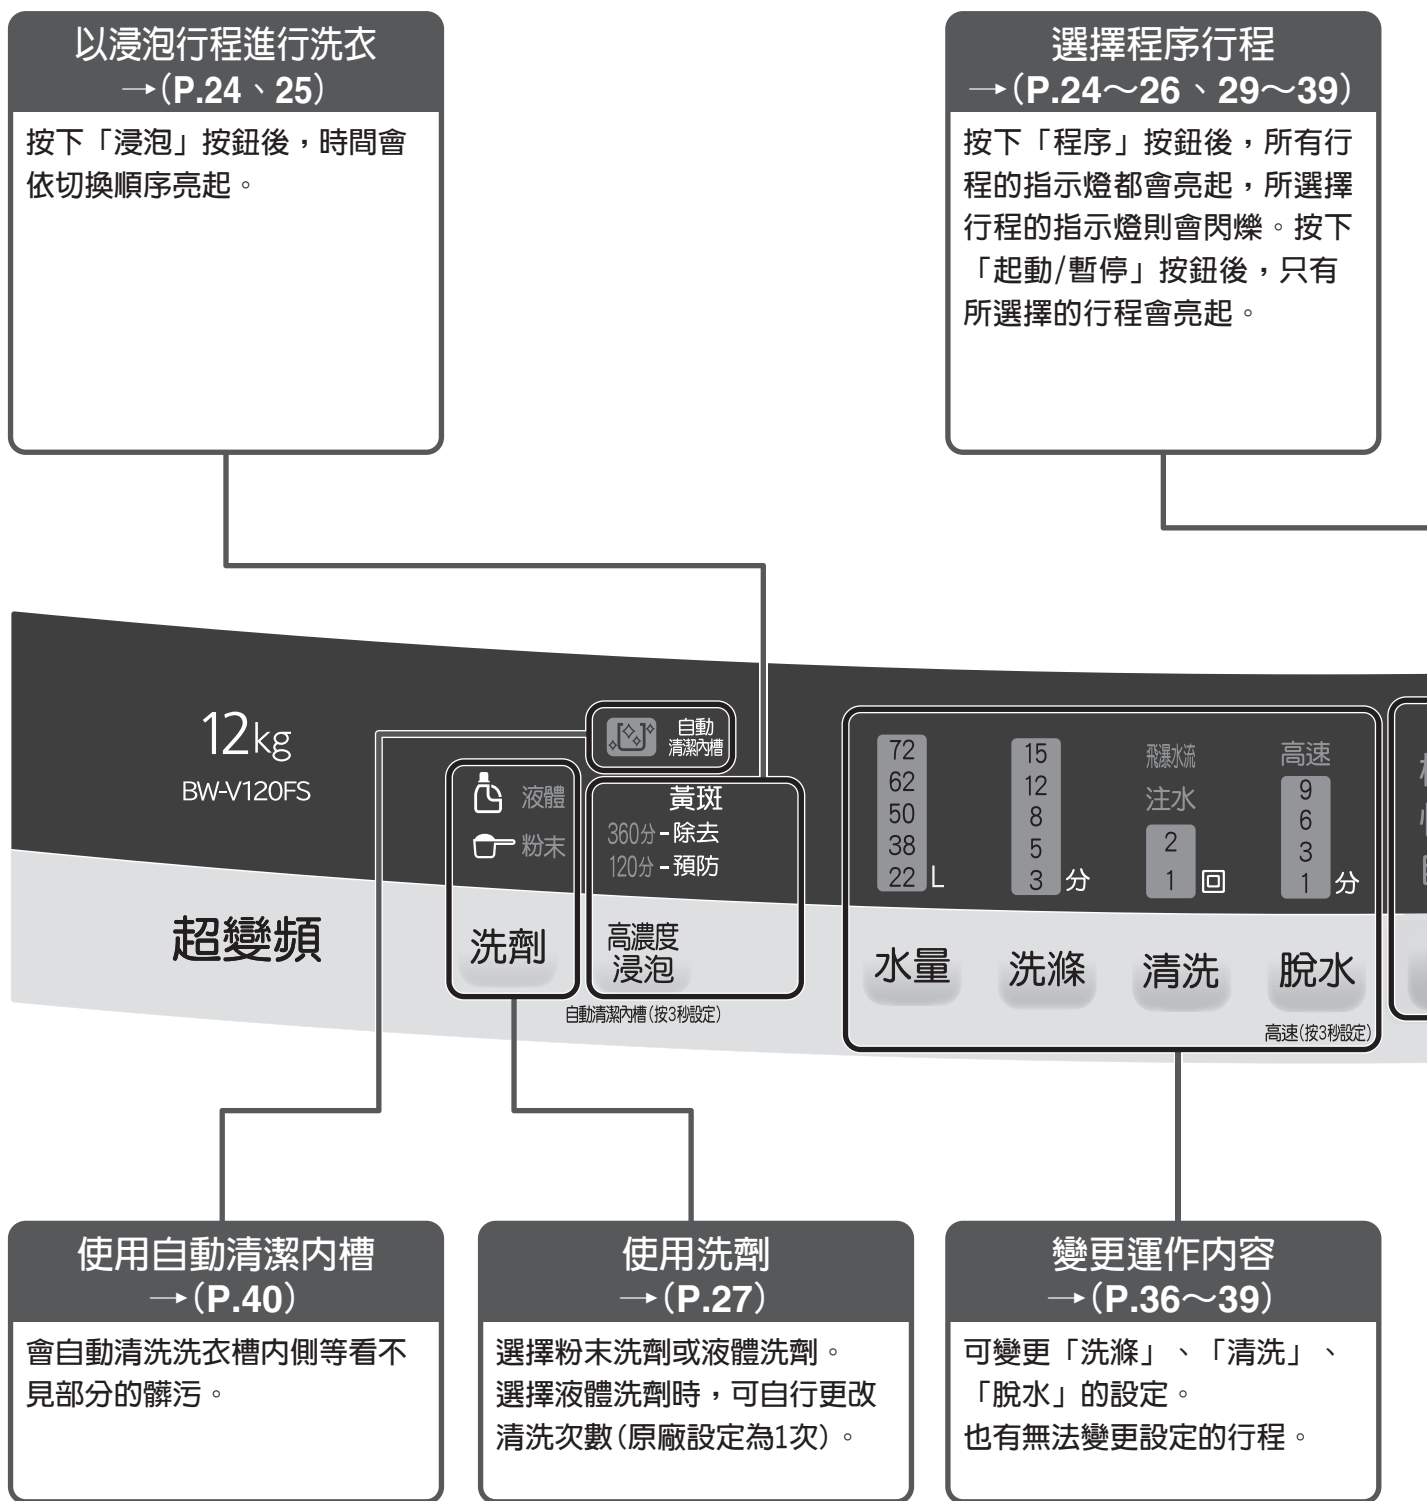 以浸泡行程進行洗衣
→(P.24、25)
按下「浸泡」按鈕後，時間會
依切換順序亮起。
選擇程序行程
→(P.24～26、29～39)
按下「程序」按鈕後，所有行
程的指示燈都會亮起，所選擇
行程的指示燈則會閃爍。按下
「起動/暫停」按鈕後，只有
所選擇的行程會亮起。
12kg
BW-V120FS
超變頻
液體
粉末
洗劑
自動
清潔內槽
黃斑
360分-除去
120分-預防
高濃度
浸泡
自動清潔內槽(按3秒設定)
72
62
50
38
22 L
水量
15
12
8
5
3 分
洗滌
飛瀑水流
注水
2
1 回
清洗
高速
9
6
3
1 分
脫水
高速(按3秒設定)
使用自動清潔內槽
→(P.40)
會自動清洗洗衣槽內側等看不
見部分的髒污。
使用洗劑
→(P.27)
選擇粉末洗劑或液體洗劑。
選擇液體洗劑時，可自行更改
清洗次數(原廠設定為1次)。
變更運作內容
→(P.36～39)
可變更「洗滌」、「清洗」、
「脫水」的設定。
也有無法變更設定的行程。